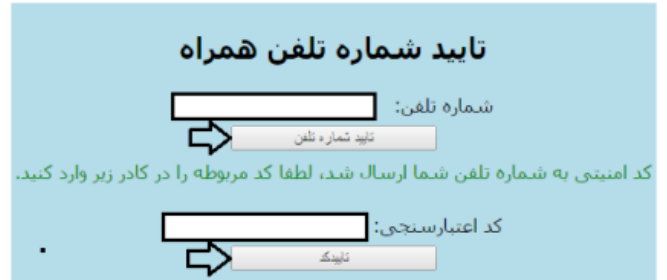 تایید شماره تلفن همراه
شماره تلفن:
تایید شماره تلفن
کد امنیتی به شماره تلفن شما ارسال شد، لطفا کد مربوطه را در کادر زیر وارد کنید.
کد اعتبارسنجی:
تاییدکد